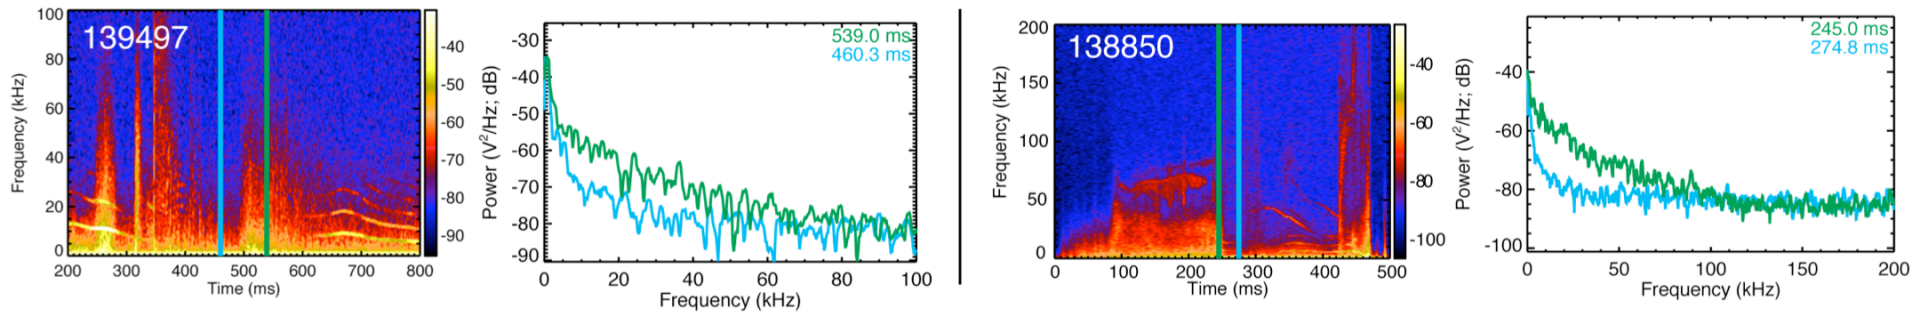 139497
100
80
60
40
20
0
Frequency (kHz)
200 300 400 500 600 700 800
Time (ms)
-40
-50
-60
-70
-80
-90
539.0 ms
460.3 ms
-30
-40
-50
-60
-70
-80
-90
Power (V²/Hz; dB)
0 20 40 60 80 100
Frequency (kHz)
138850
200
150
100
50
0
Frequency (kHz)
0 100 200 300 400 500
Time (ms)
-40
-60
-80
-100
245.0 ms
274.8 ms
-40
-60
-80
-100
Power (V²/Hz; dB)
0 50 100 150 200
Frequency (kHz)